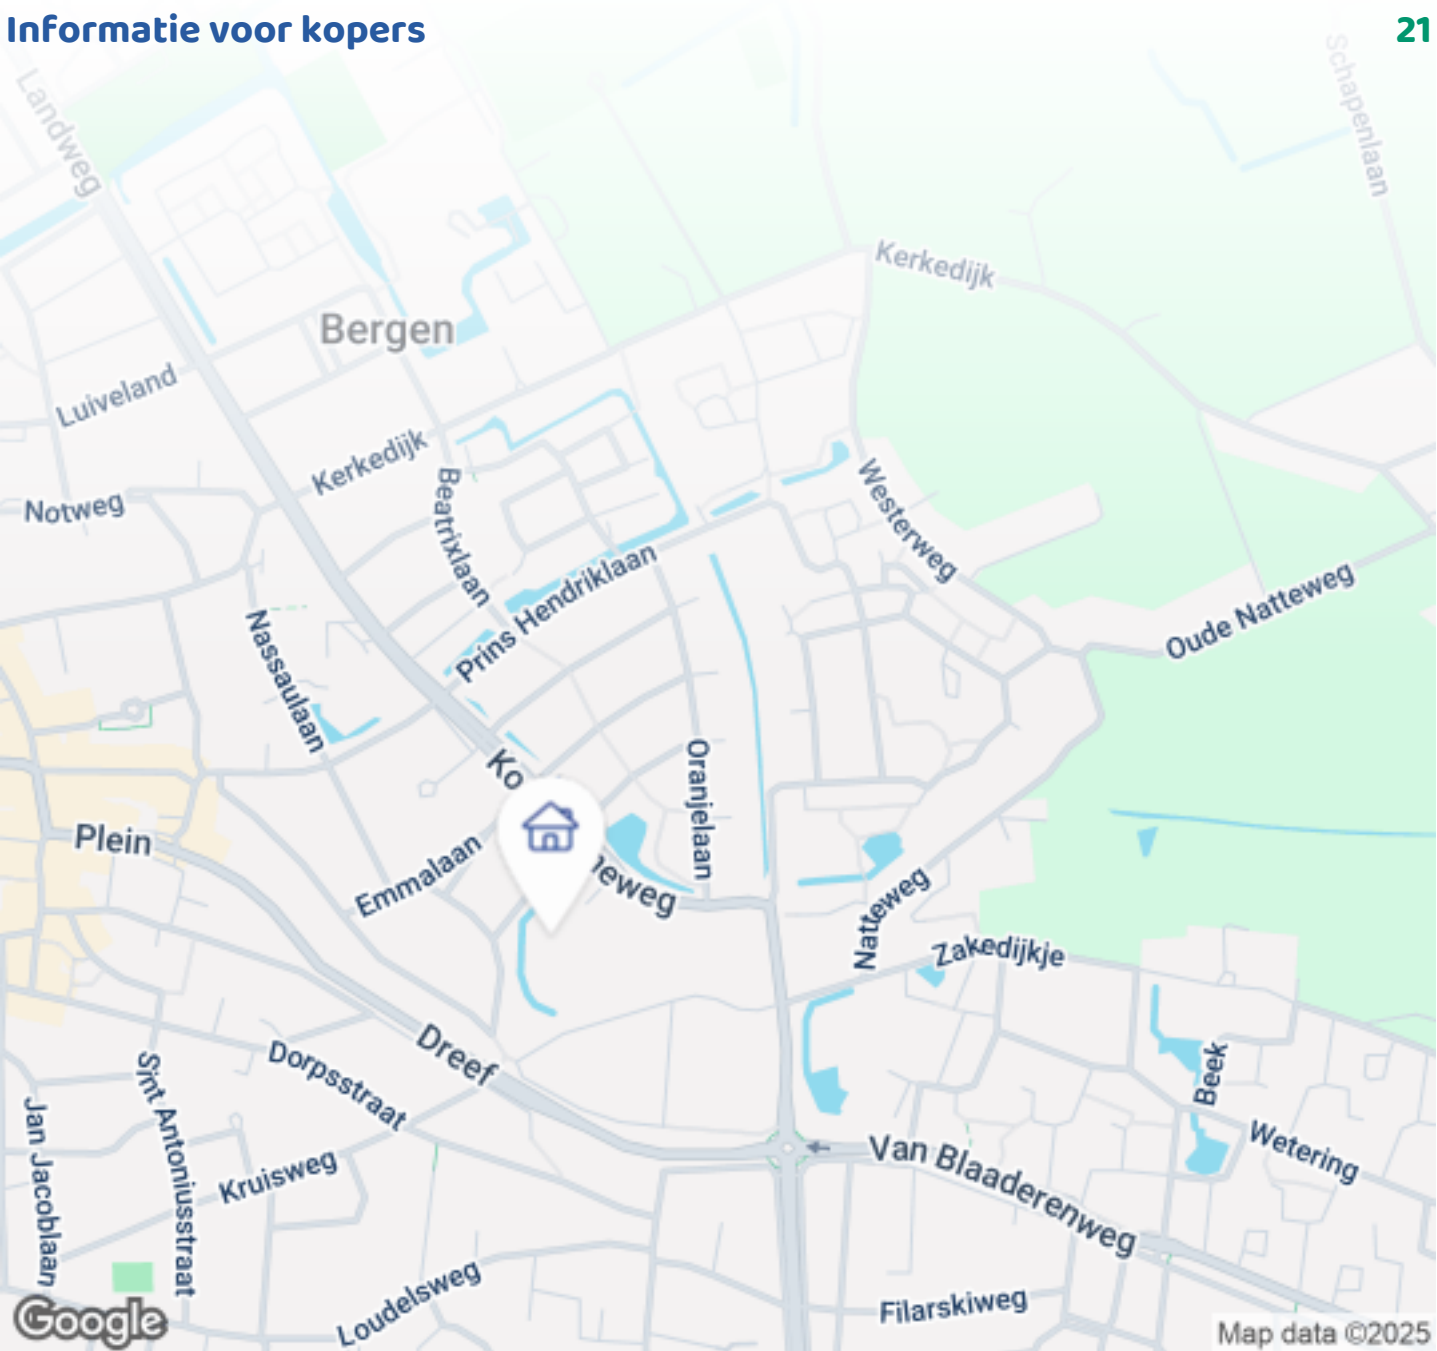 Informatie voor kopers
21
Landweg
Schapenlaan
Kerkedijk
Bergen
Luiveland
Kerkedijk
Notweg
Beatrixlaan
Westerweg
Prins Hendriklaan
Oude Natteweg
Nassaulaan
Oranjelaan
Ko
neweg
Plein
Emmalaan
Natteweg
Zakedijkje
Dreef
Dorpsstraat
Sint Antoniusstraat
Jan Jacoblaan
Kruisweg
Beek
Wetering
Van Blaaderenweg
Loudelsweg
Filarskiweg
Google
Map data ©2025